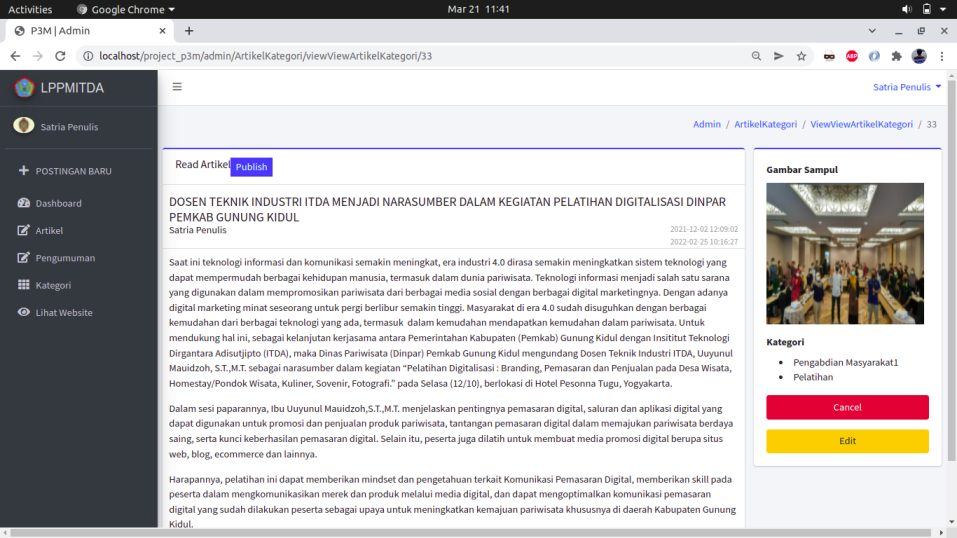 Activities
Google Chrome
Mar 21 11:41
P3M | Admin
localhost/project_p3m/admin/ArtikelKategori/viewViewArtikelKategori/33
ABP
LPPMITDA
Satria Penulis
Satria Penulis
Admin / ArtikelKategori / ViewViewArtikelKategori / 33
POSTINGAN BARU
Dashboard
Artikel
Pengumuman
Kategori
Lihat Website
Read Artikel
Publish
DOSEN TEKNIK INDUSTRI ITDA MENJADI NARASUMBER DALAM KEGIATAN PELATIHAN DIGITALISASI DINPAR
PEMKAB GUNUNG KIDUL
Satria Penulis
2021-12-02 12:09:02
2022-02-25 10:16:27
Saat ini teknologi informasi dan komunikasi semakin meningkat, era industri 4.0 dirasa semakin meningkatkan sistem teknologi yang
dapat mempermudah berbagai kehidupan manusia, termasuk dalam dunia pariwisata. Teknologi informasi menjadi salah satu sarana
yang digunakan dalam mempromosikan pariwisata dari berbagai media sosial dengan berbagai digital marketingnya. Dengan adanya
digital marketing minat seseorang untuk pergi berlibur semakin tinggi. Masyarakat di era 4.0 sudah disuguhkan dengan berbagai
kemudahan dari berbagai teknologi yang ada, termasuk dalam kemudahan mendapatkan kemudahan dalam pariwisata. Untuk
mendukung hal ini, sebagai kelanjutan kerjasama antara Pemerintahan Kabupaten (Pemkab) Gunung Kidul dengan Insititut Teknologi
Dirgantara Adisutjipto (ITDA), maka Dinas Pariwisata (Dinpar) Pemkab Gunung Kidul mengundang Dosen Teknik Industri ITDA, Uuyunul
Mauidzoh, S.T.,M.T. sebagai narasumber dalam kegiatan “Pelatihan Digitalisasi : Branding, Pemasaran dan Penjualan pada Desa Wisata,
Homestay/Pondok Wisata, Kuliner, Sovenir, Fotografi.” pada Selasa (12/10), berlokasi di Hotel Pesonna Tugu, Yogyakarta.
Dalam sesi paparannya, Ibu Uuyunul Mauidzoh,S.T.,M.T. menjelaskan pentingnya pemasaran digital, saluran dan aplikasi digital yang
dapat digunakan untuk promosi dan penjualan produk pariwisata, tantangan pemasaran digital dalam memajukan pariwisata berdaya
saing, serta kunci keberhasilan pemasaran digital. Selain itu, peserta juga dilatih untuk membuat media promosi digital berupa situs
web, blog, ecommerce dan lainnya.
Harapannya, pelatihan ini dapat memberikan mindset dan pengetahuan terkait Komunikasi Pemasaran Digital, memberikan skill pada
peserta dalam mengkomunikasikan merek dan produk melalui media digital, dan dapat mengoptimalkan komunikasi pemasaran
digital yang sudah dilakukan peserta sebagai upaya untuk meningkatkan kemajuan pariwisata khususnya di daerah Kabupaten Gunung
Kidul.
Gambar Sampul
Kategori
Pengabdian Masyarakat1
Pelatihan
Cancel
Edit